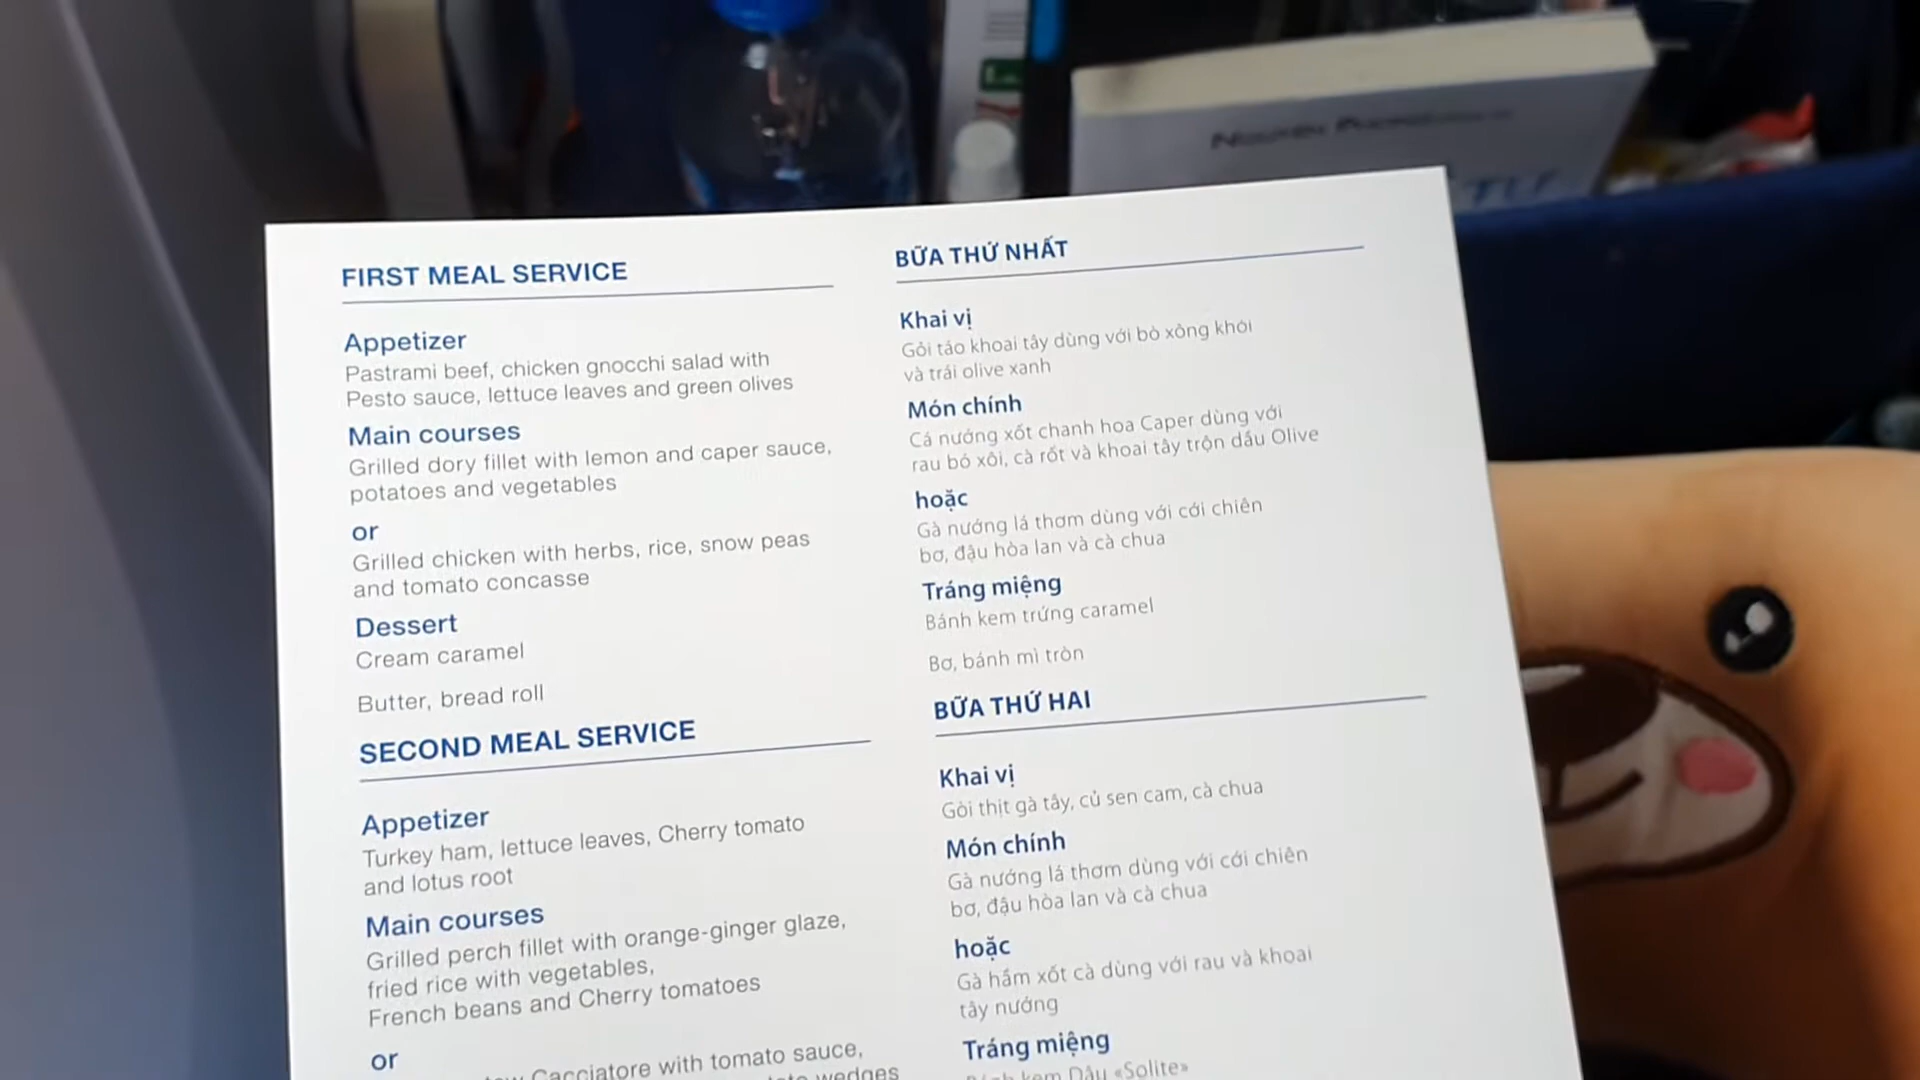 FIRST MEAL SERVICE
Appetizer
Pastrami beef, chicken gnocchi salad with
Pesto sauce, lettuce leaves and green olives
Main courses
Grilled dory fillet with lemon and caper sauce,
potatoes and vegetables
or
Grilled chicken with herbs, rice, snow peas
and tomato concasse
Dessert
Cream caramel
Butter, bread roll
SECOND MEAL SERVICE
Appetizer
Turkey ham, lettuce leaves, Cherry tomato
and lotus root
Main courses
Grilled perch fillet with orange-ginger glaze,
fried rice with vegetables,
French beans and Cherry tomatoes
or
Cacciatore with tomato sauce,
wedges
BỮA THỨ NHẤT
Khai vị
Gỏi táo khoai tây dùng với bò xông khói
và trái olive xanh
Món chính
Cá nướng xốt chanh hoa Caper dùng với
rau bó xôi, cà rốt và khoai tây trộn dầu Olive
hoặc
Gà nướng lá thơm dùng với cơi chiên
bơ, đậu hòa lan và cà chua
Tráng miệng
Bánh kem trứng caramel
Bơ, bánh mì tròn
BỮA THỨ HAI
Khai vị
Gỏi thịt gà tây, củ sen cam, cà chua
Món chính
Gà nướng lá thơm dùng với cơi chiên
bơ, đậu hòa lan và cà chua
hoặc
Gà hầm xốt cà dùng với rau và khoai
tây nướng
Tráng miệng
Bánh kem Dâu «Solite»